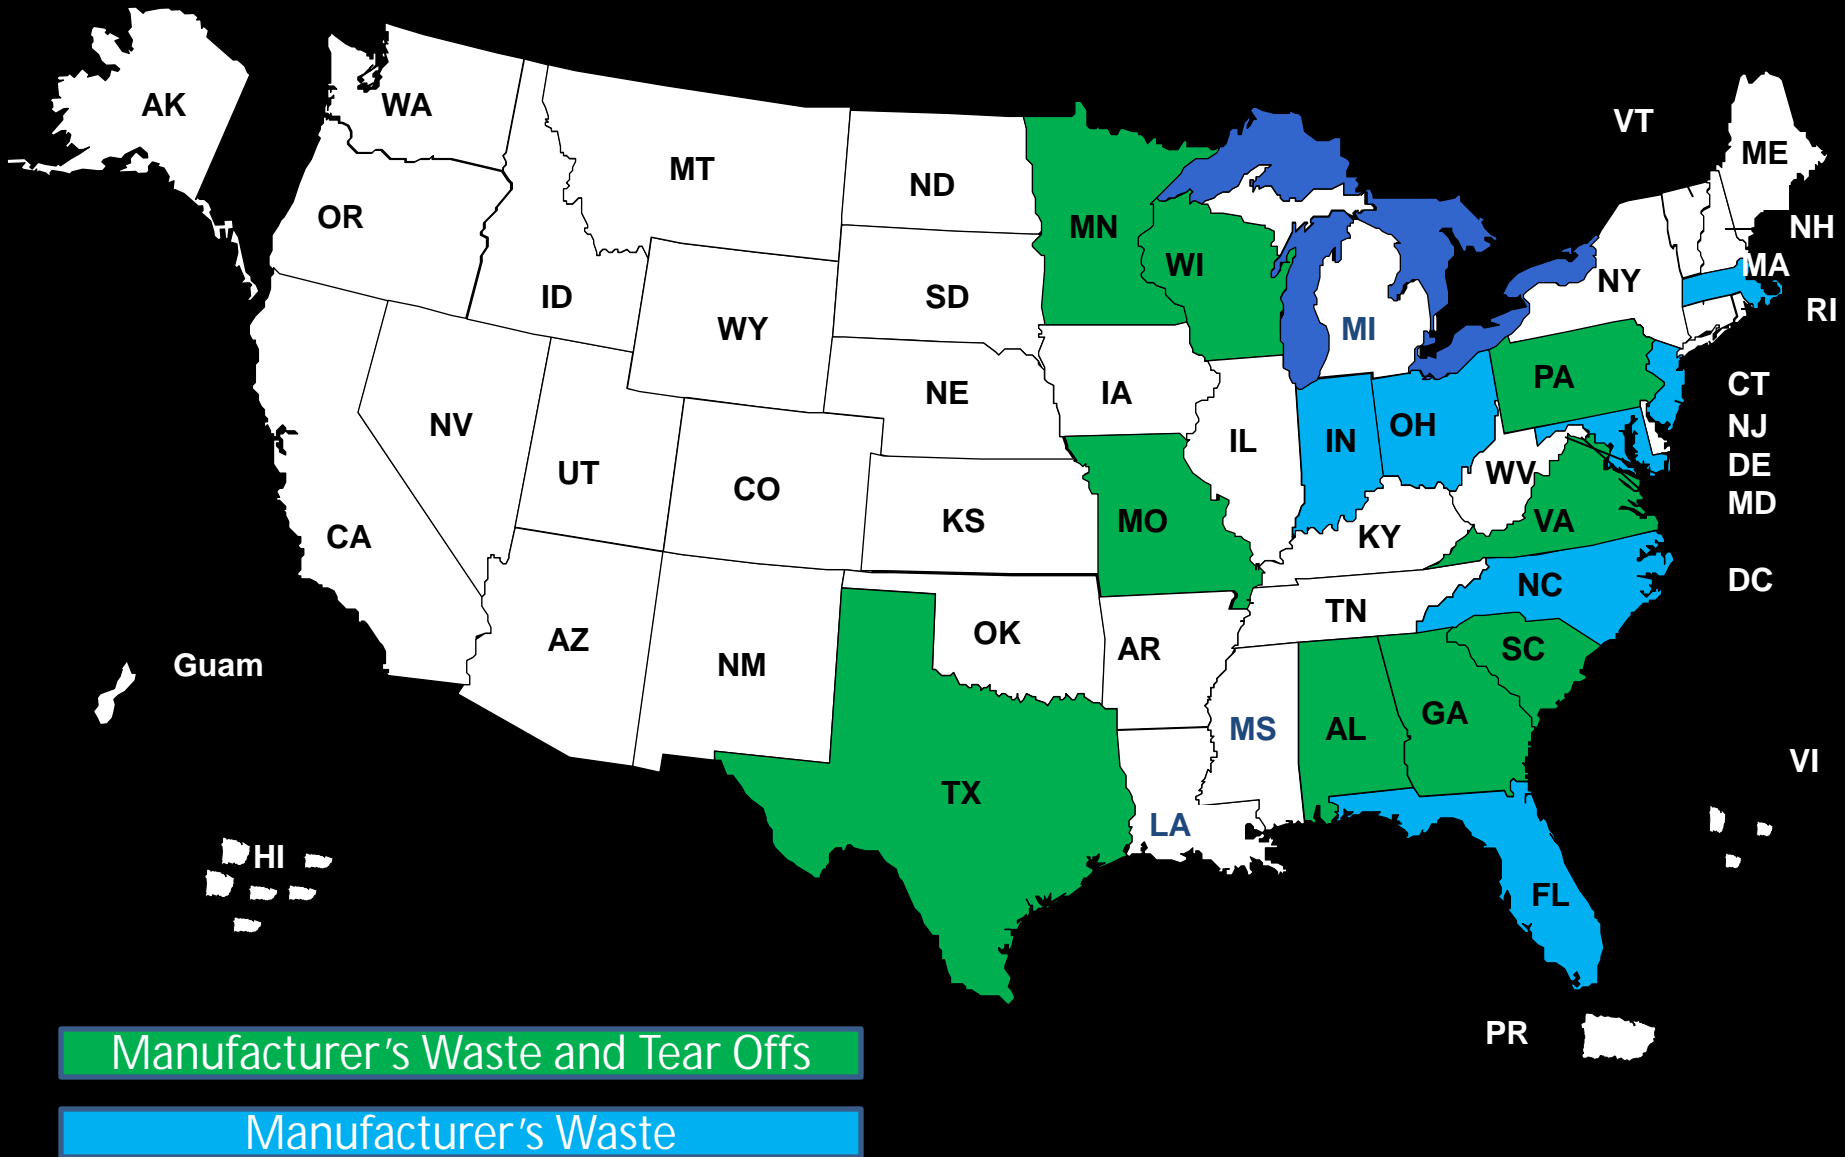 AK
WA
VT
ME
MT
ND
OR
MN
NH
WI
MA
NY
ID
SD
RI
WY
MI
PA
CT
NE
IA
NV
NJ
OH
IN
IL
UT
DE
WV
CO
MD
KS
MO
VA
CA
KY
DC
NC
TN
OK
AZ
AR
SC
Guam
NM
GA
MS
AL
VI
TX
LA
HI
FL
PR
Manufacturer's Waste and Tear Offs
Manufacturer's Waste